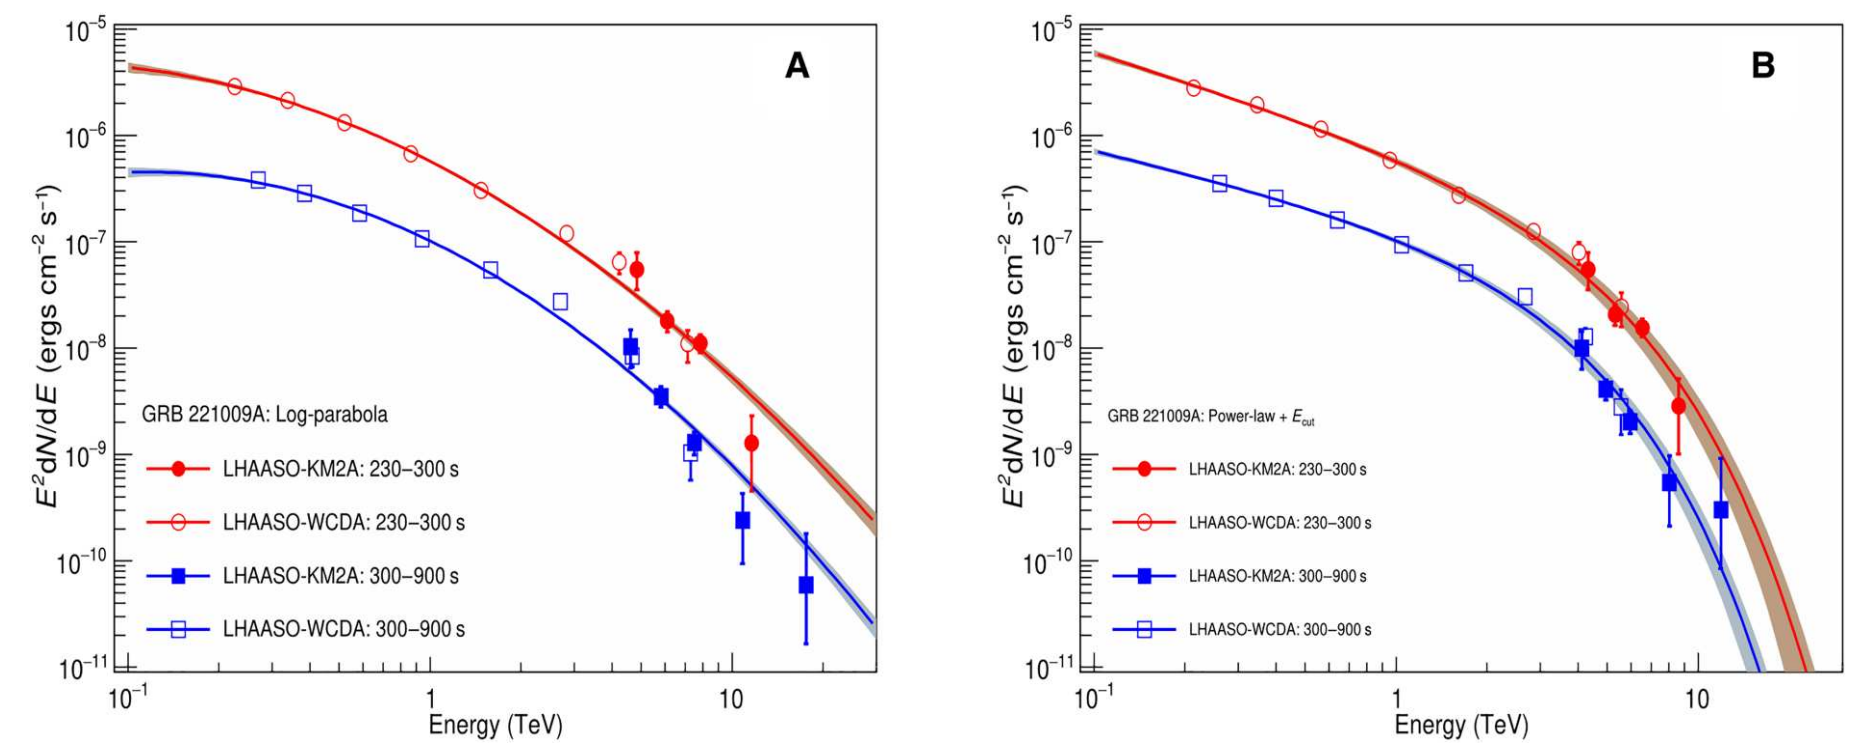 A
10⁻⁵
10⁻⁶
10⁻⁷
10⁻⁸
10⁻⁹
10⁻¹⁰
10⁻¹¹
E²dN/dE (ergs cm⁻² s⁻¹)
GRB 221009A: Log-parabola
LHAASO-KM2A: 230–300 s
LHAASO-WCDA: 230–300 s
LHAASO-KM2A: 300–900 s
LHAASO-WCDA: 300–900 s
10⁻¹ 1 10
Energy (TeV)
B
10⁻⁵
10⁻⁶
10⁻⁷
10⁻⁸
10⁻⁹
10⁻¹⁰
10⁻¹¹
E²dN/dE (ergs cm⁻² s⁻¹)
GRB 221009A: Power-law + E_cut
LHAASO-KM2A: 230–300 s
LHAASO-WCDA: 230–300 s
LHAASO-KM2A: 300–900 s
LHAASO-WCDA: 300–900 s
10⁻¹ 1 10
Energy (TeV)